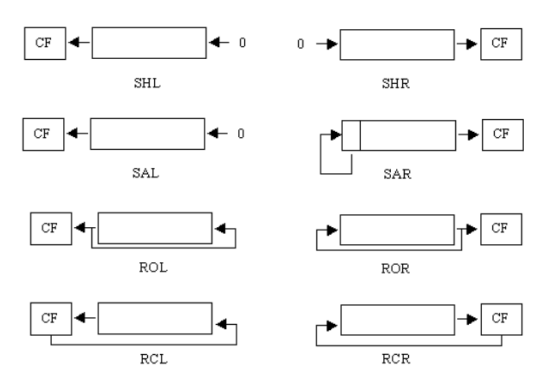 CF 0 0 CF
SHL SHR
CF 0 CF
SAL SAR
CF CF
ROL ROR
CF CF
RCL RCR